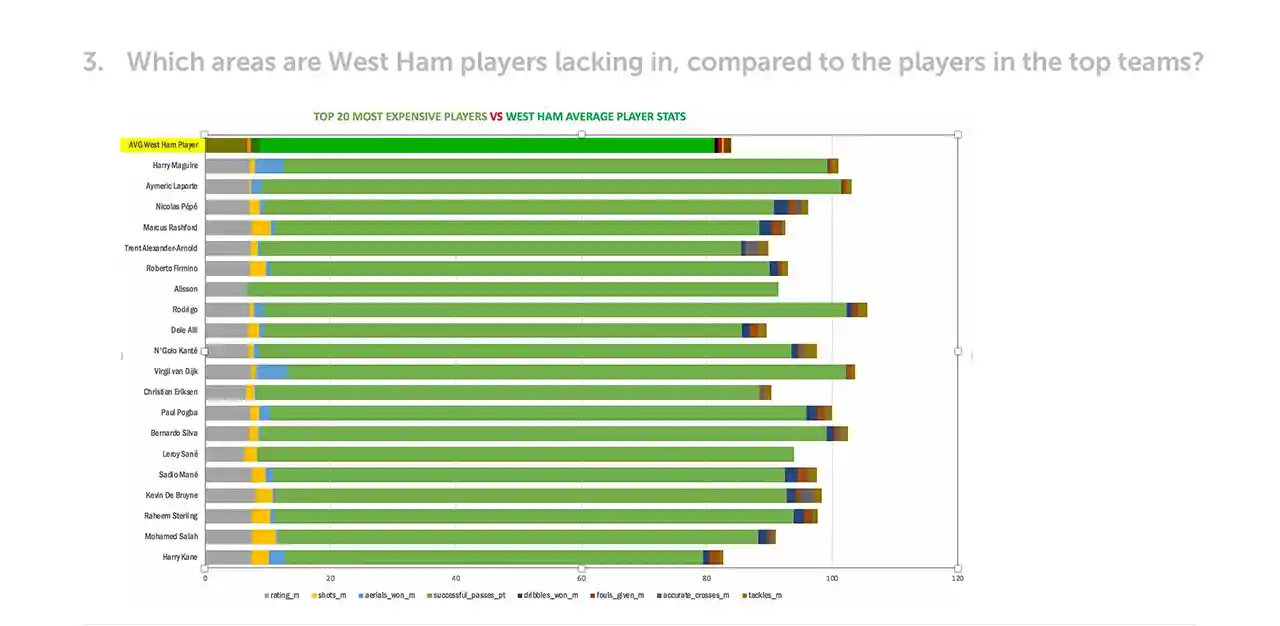 3. Which areas are West Ham players lacking in, compared to the players in the top teams?
TOP 20 MOST EXPENSIVE PLAYERS VS WEST HAM AVERAGE PLAYER STATS
AVG West Ham Player
Harry Maguire
Aymeric Laporte
Nicolas Pépé
Marcus Rashford
Trent Alexander-Arnold
Roberto Firmino
Alisson
Rodrigo
Dele Alli
N'Golo Kanté
Virgil van Dijk
Christian Eriksen
Paul Pogba
Bernardo Silva
Leroy Sané
Sadio Mané
Kevin De Bruyne
Raheem Sterling
Mohamed Salah
Harry Kane
0 20 40 60 80 100 120
rating_m shots_m aerials_won_m successful_passes_pt dribbles_won_m fouls_given_m accurate_crosses_m tackles_m